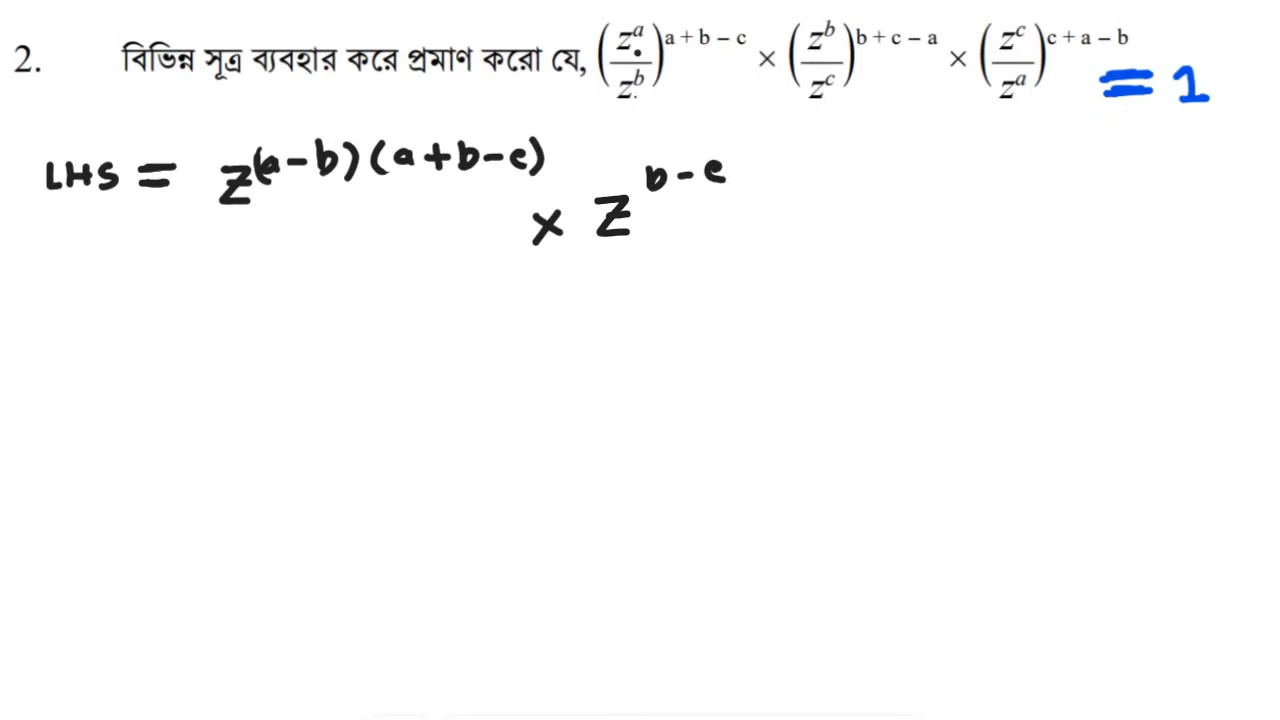 2. বিভিন্ন সূত্র ব্যবহার করে প্রমাণ করো যে, (z^a/z^b)^(a + b – c) × (z^b/z^c)^(b + c – a) × (z^c/z^a)^(c + a – b) = 1
LHS = z^(a-b)(a+b-c) × z^b-c